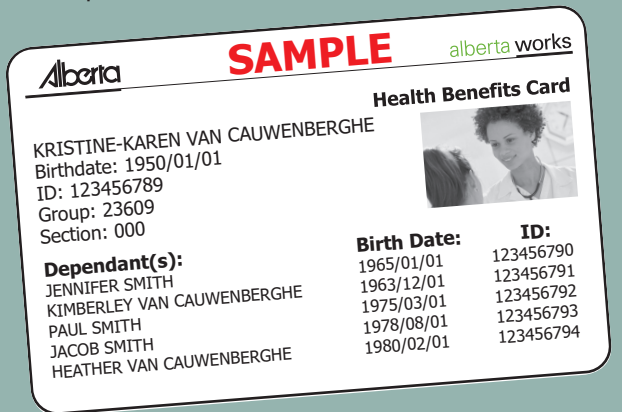 Alberta SAMPLE alberta works
Health Benefits Card
KRISTINE-KAREN VAN CAUWENBERGHE
Birthdate: 1950/01/01
ID: 123456789
Group: 23609
Section: 000
Dependant(s): Birth Date: ID:
JENNIFER SMITH 1965/01/01 123456790
KIMBERLEY VAN CAUWENBERGHE 1963/12/01 123456791
PAUL SMITH 1975/03/01 123456792
JACOB SMITH 1978/08/01 123456793
HEATHER VAN CAUWENBERGHE 1980/02/01 123456794